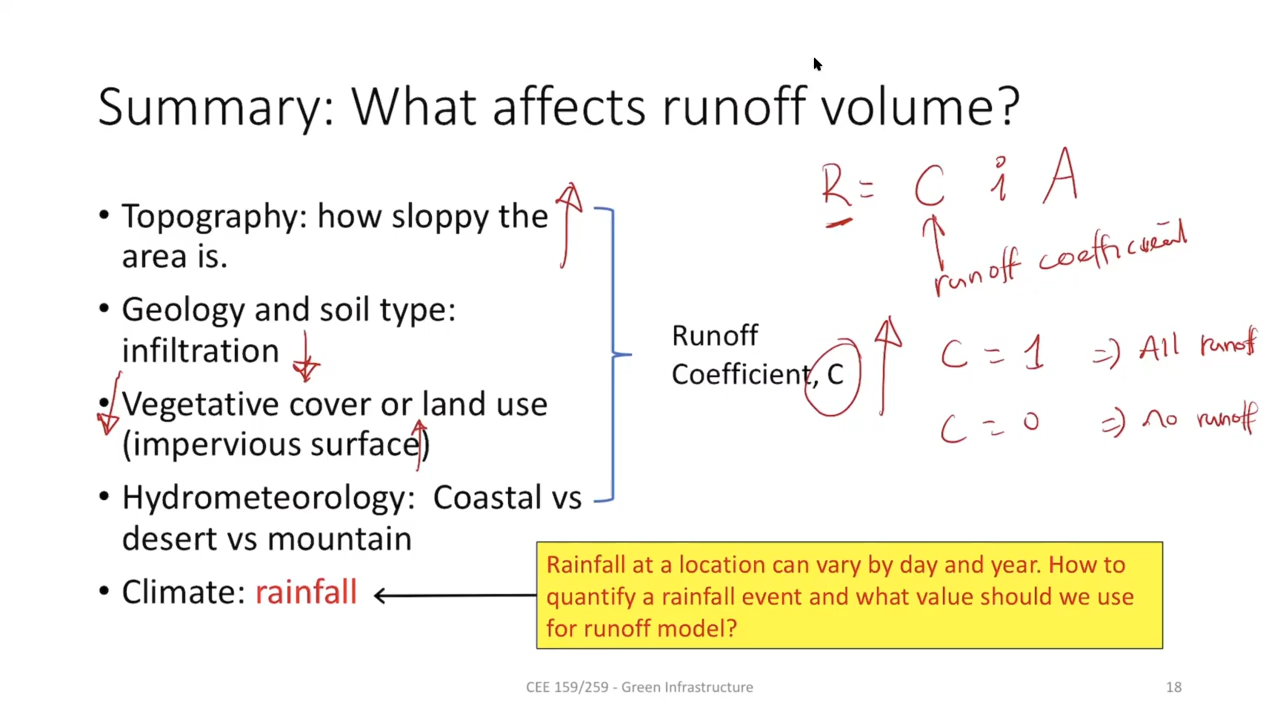 Summary: What affects runoff volume?
R = C i A
runoff coefficient
• Topography: how sloppy the
area is.
• Geology and soil type:
infiltration
• Vegetative cover or land use
(impervious surface)
• Hydrometeorology: Coastal vs
desert vs mountain
• Climate: rainfall
Runoff
Coefficient, C
C = 1 => All runoff
C = 0 => no runoff
Rainfall at a location can vary by day and year. How to
quantify a rainfall event and what value should we use
for runoff model?
CEE 159/259 - Green Infrastructure
18